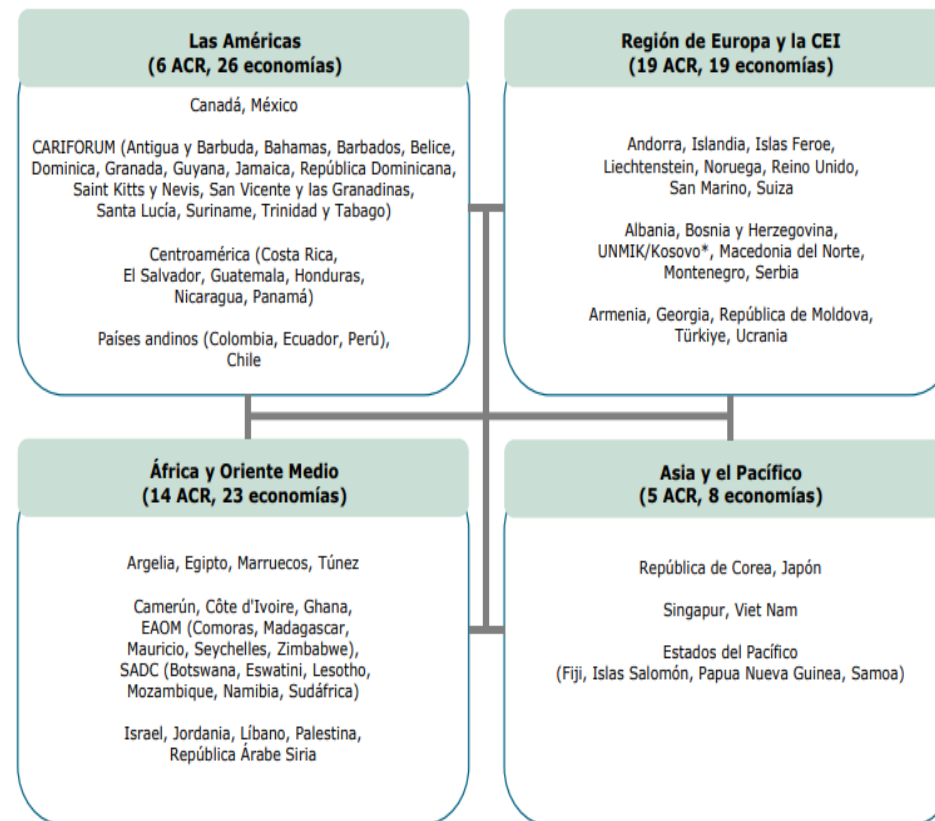 Las Américas
(6 ACR, 26 economías)
Canadá, México
CARIFORUM (Antigua y Barbuda, Bahamas, Barbados, Belice,
Dominica, Granada, Guyana, Jamaica, República Dominicana,
Saint Kitts y Nevis, San Vicente y las Granadinas,
Santa Lucía, Suriname, Trinidad y Tabago)
Centroamérica (Costa Rica,
El Salvador, Guatemala, Honduras,
Nicaragua, Panamá)
Países andinos (Colombia, Ecuador, Perú),
Chile
Región de Europa y la CEI
(19 ACR, 19 economías)
Andorra, Islandia, Islas Feroe,
Liechtenstein, Noruega, Reino Unido,
San Marino, Suiza
Albania, Bosnia y Herzegovina,
UNMIK/Kosovo*, Macedonia del Norte,
Montenegro, Serbia
Armenia, Georgia, República de Moldova,
Türkiye, Ucrania
África y Oriente Medio
(14 ACR, 23 economías)
Argelia, Egipto, Marruecos, Túnez
Camerún, Côte d'Ivoire, Ghana,
EAOM (Comoras, Madagascar,
Mauricio, Seychelles, Zimbabwe),
SADC (Botswana, Eswatini, Lesotho,
Mozambique, Namibia, Sudáfrica)
Israel, Jordania, Líbano, Palestina,
República Árabe Siria
Asia y el Pacífico
(5 ACR, 8 economías)
República de Corea, Japón
Singapur, Viet Nam
Estados del Pacífico
(Fiji, Islas Salomón, Papua Nueva Guinea, Samoa)